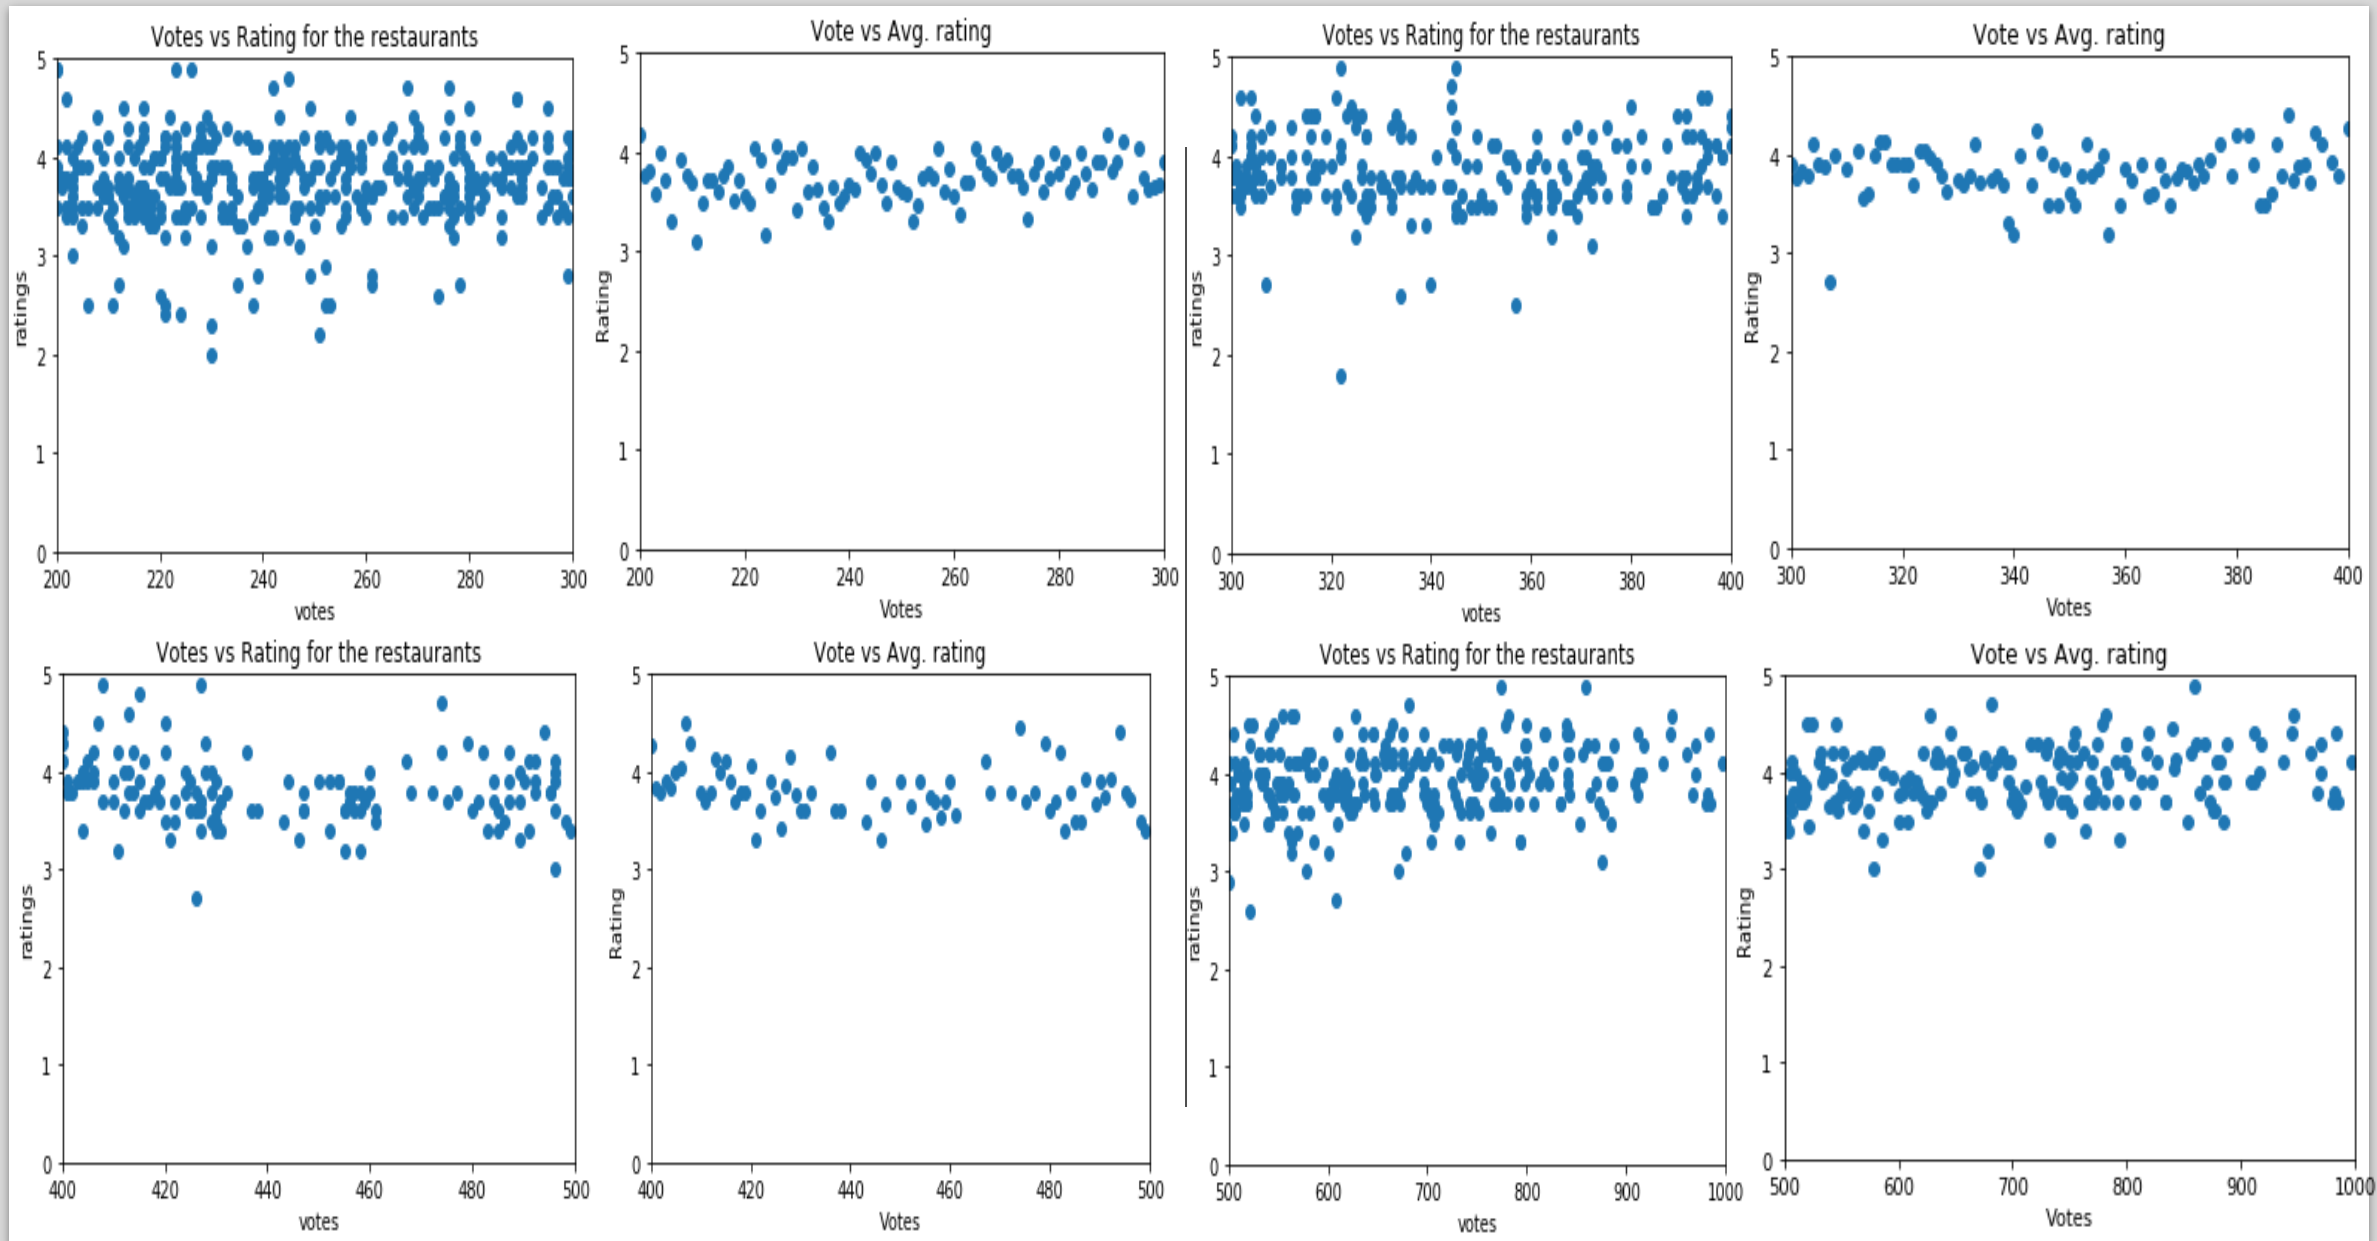 Votes vs Rating for the restaurants
5
4
3
2
1
0
ratings
200 220 240 260 280 300
votes
Vote vs Avg. rating
5
4
3
2
1
0
Rating
200 220 240 260 280 300
Votes
Votes vs Rating for the restaurants
5
4
3
2
1
0
ratings
300 320 340 360 380 400
votes
Vote vs Avg. rating
5
4
3
2
1
0
Rating
300 320 340 360 380 400
Votes
Votes vs Rating for the restaurants
5
4
3
2
1
0
ratings
400 420 440 460 480 500
votes
Vote vs Avg. rating
5
4
3
2
1
0
Rating
400 420 440 460 480 500
Votes
Votes vs Rating for the restaurants
5
4
3
2
1
0
ratings
500 600 700 800 900 1000
votes
Vote vs Avg. rating
5
4
3
2
1
0
Rating
500 600 700 800 900 1000
Votes